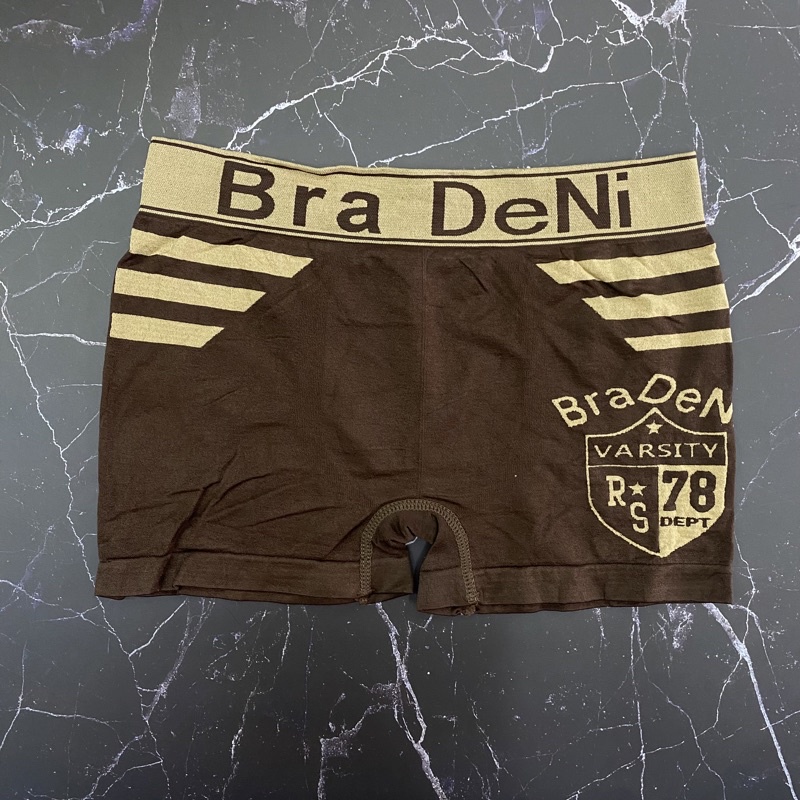 Bra DeNi
BraDeN
VARSITY
R★S 78
DEPT